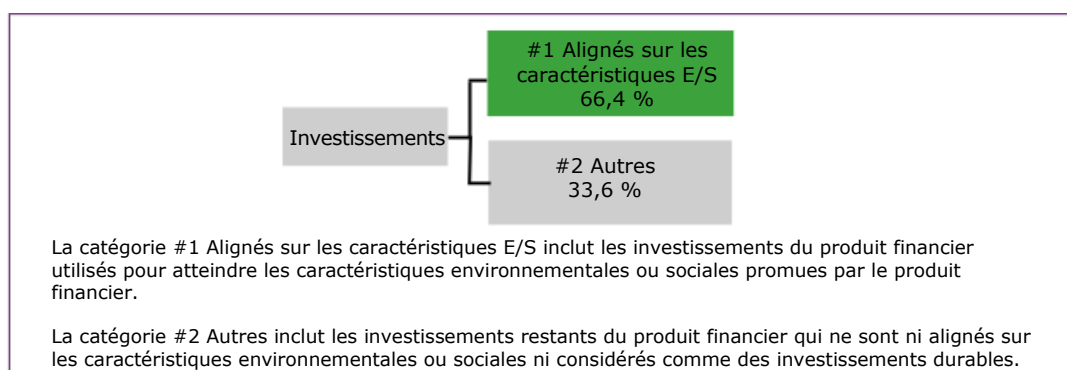 #1 Alignés sur les
caractéristiques E/S
66,4 %
Investissements
#2 Autres
33,6 %
La catégorie #1 Alignés sur les caractéristiques E/S inclut les investissements du produit financier
utilisés pour atteindre les caractéristiques environnementales ou sociales promues par le produit
financier.
La catégorie #2 Autres inclut les investissements restants du produit financier qui ne sont ni alignés sur
les caractéristiques environnementales ou sociales ni considérés comme des investissements durables.